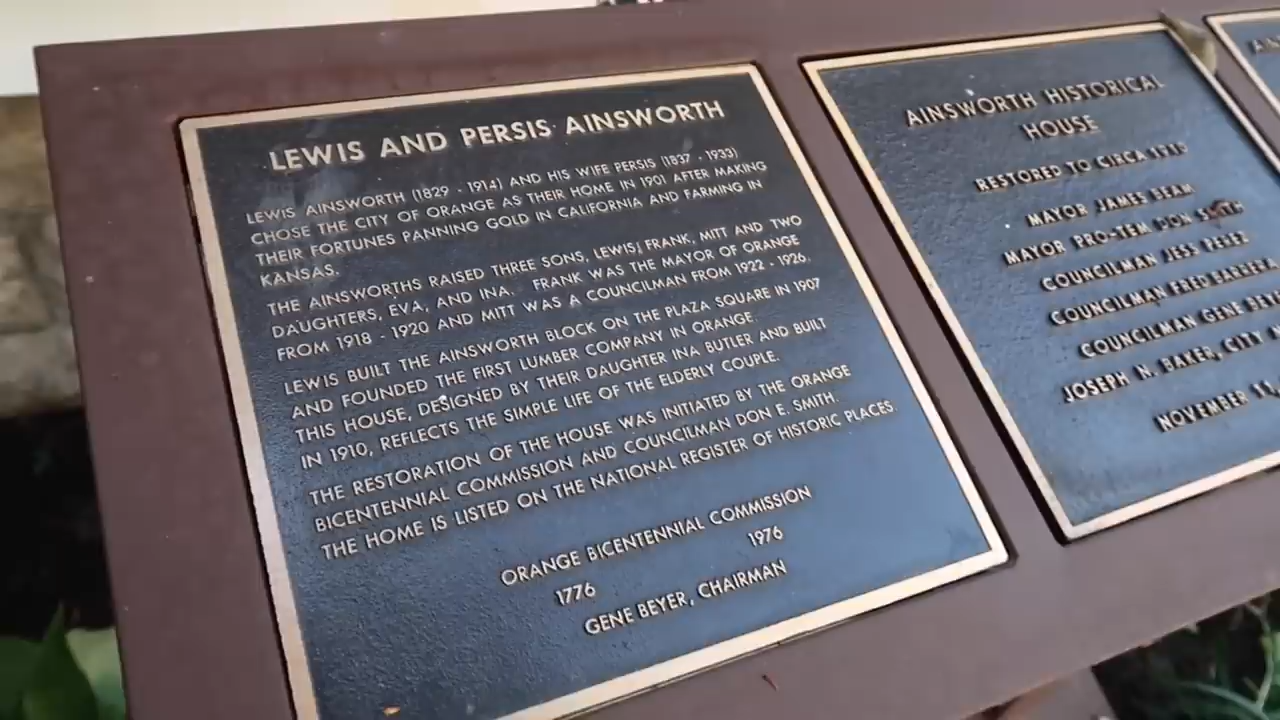 LEWIS AND PERSIS AINSWORTH
LEWIS AINSWORTH (1829 - 1914) AND HIS WIFE PERSIS (1837 - 1933)
CHOSE THE CITY OF ORANGE AS THEIR HOME IN 1901 AFTER MAKING
THEIR FORTUNES PANNING GOLD IN CALIFORNIA AND FARMING IN
KANSAS.
THE AINSWORTHS RAISED THREE SONS, LEWIS, FRANK, MITT AND TWO
DAUGHTERS, EVA, AND INA. FRANK WAS THE MAYOR OF ORANGE
FROM 1918 - 1920 AND MITT WAS A COUNCILMAN FROM 1922 - 1926.
LEWIS BUILT THE AINSWORTH BLOCK ON THE PLAZA SQUARE IN 1907
AND FOUNDED THE FIRST LUMBER COMPANY IN ORANGE.
THIS HOUSE, DESIGNED BY THEIR DAUGHTER INA BUTLER AND BUILT
IN 1910, REFLECTS THE SIMPLE LIFE OF THE ELDERLY COUPLE.
THE RESTORATION OF THE HOUSE WAS INITIATED BY THE ORANGE
BICENTENNIAL COMMISSION AND COUNCILMAN DON E. SMITH.
THE HOME IS LISTED ON THE NATIONAL REGISTER OF HISTORIC PLACES.
ORANGE BICENTENNIAL COMMISSION
1776 1976
GENE BEYER, CHAIRMAN
AINSWORTH HISTORICAL
HOUSE
RESTORED TO CIRCA
MAYOR JAMES BEAM
MAYOR PRO-TEM DON SMITH
COUNCILMAN JESS PEREZ
COUNCILMAN FRED BARRERA
COUNCILMAN GENE BEYE
JOSEPH N. BAKER, CITY
NOVEMBER